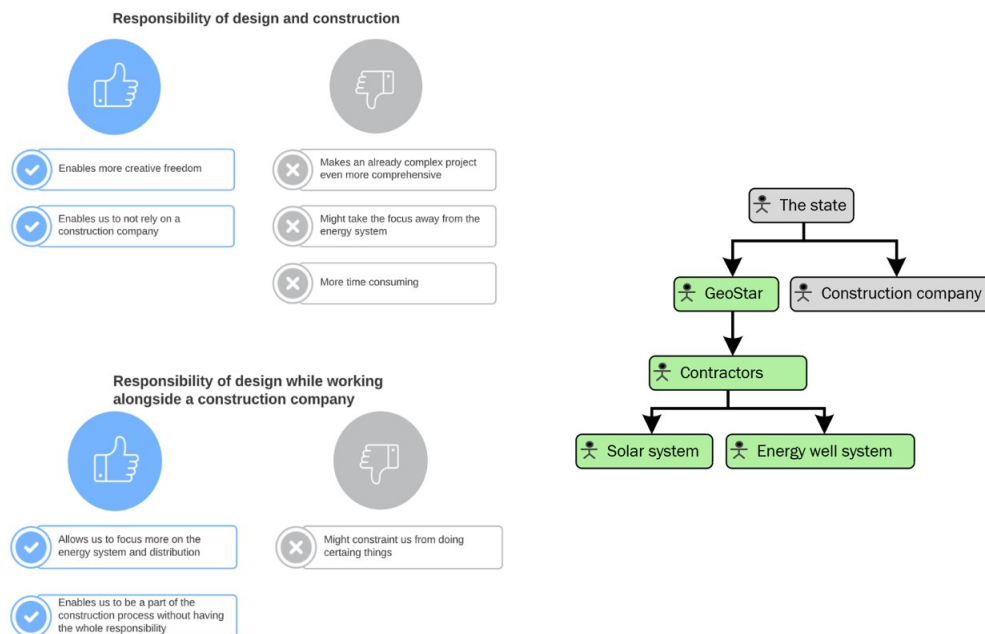 Responsibility of design and construction
Enables more creative freedom
Enables us to not rely on a
construction company
Makes an already complex project
even more comprehensive
Might take the focus away from the
energy system
More time consuming
Responsibility of design while working
alongside a construction company
Allows us to focus more on the
energy system and distribution
Enables us to be a part of the
construction process without having
the whole responsibility
Might constraint us from doing
certaing things
The state
GeoStar
Construction company
Contractors
Solar system
Energy well system